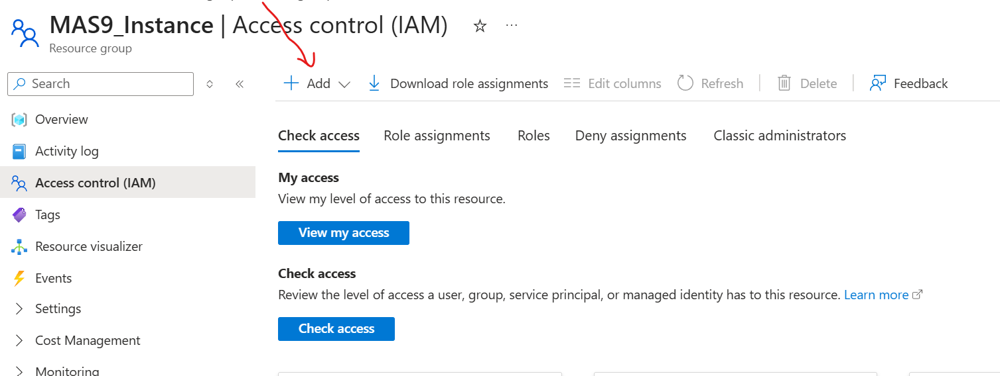 MAS9_Instance | Access control (IAM)
Resource group
Search
Add
Download role assignments
Edit columns
Refresh
Delete
Feedback
Overview
Activity log
Access control (IAM)
Tags
Resource visualizer
Events
Settings
Cost Management
Monitoring
Check access
Role assignments
Roles
Deny assignments
Classic administrators
My access
View my level of access to this resource.
View my access
Check access
Review the level of access a user, group, service principal, or managed identity has to this resource. Learn more
Check access